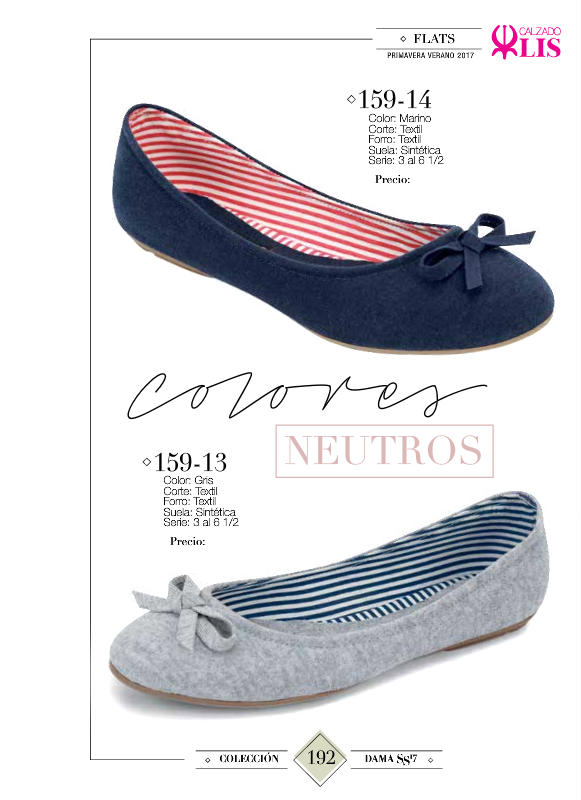 FLATS
PRIMAVERA VERANO 2017
CALZADO
LIS
159-14
Color: Marino
Corte: Textil
Forro: Textil
Suela: Sintética
Serie: 3 al 6 1/2
Precio:
colores
NEUTROS
159-13
Color: Gris
Corte: Textil
Forro: Textil
Suela: Sintética
Serie: 3 al 6 1/2
Precio:
COLECCIÓN
192
DAMA SS'7